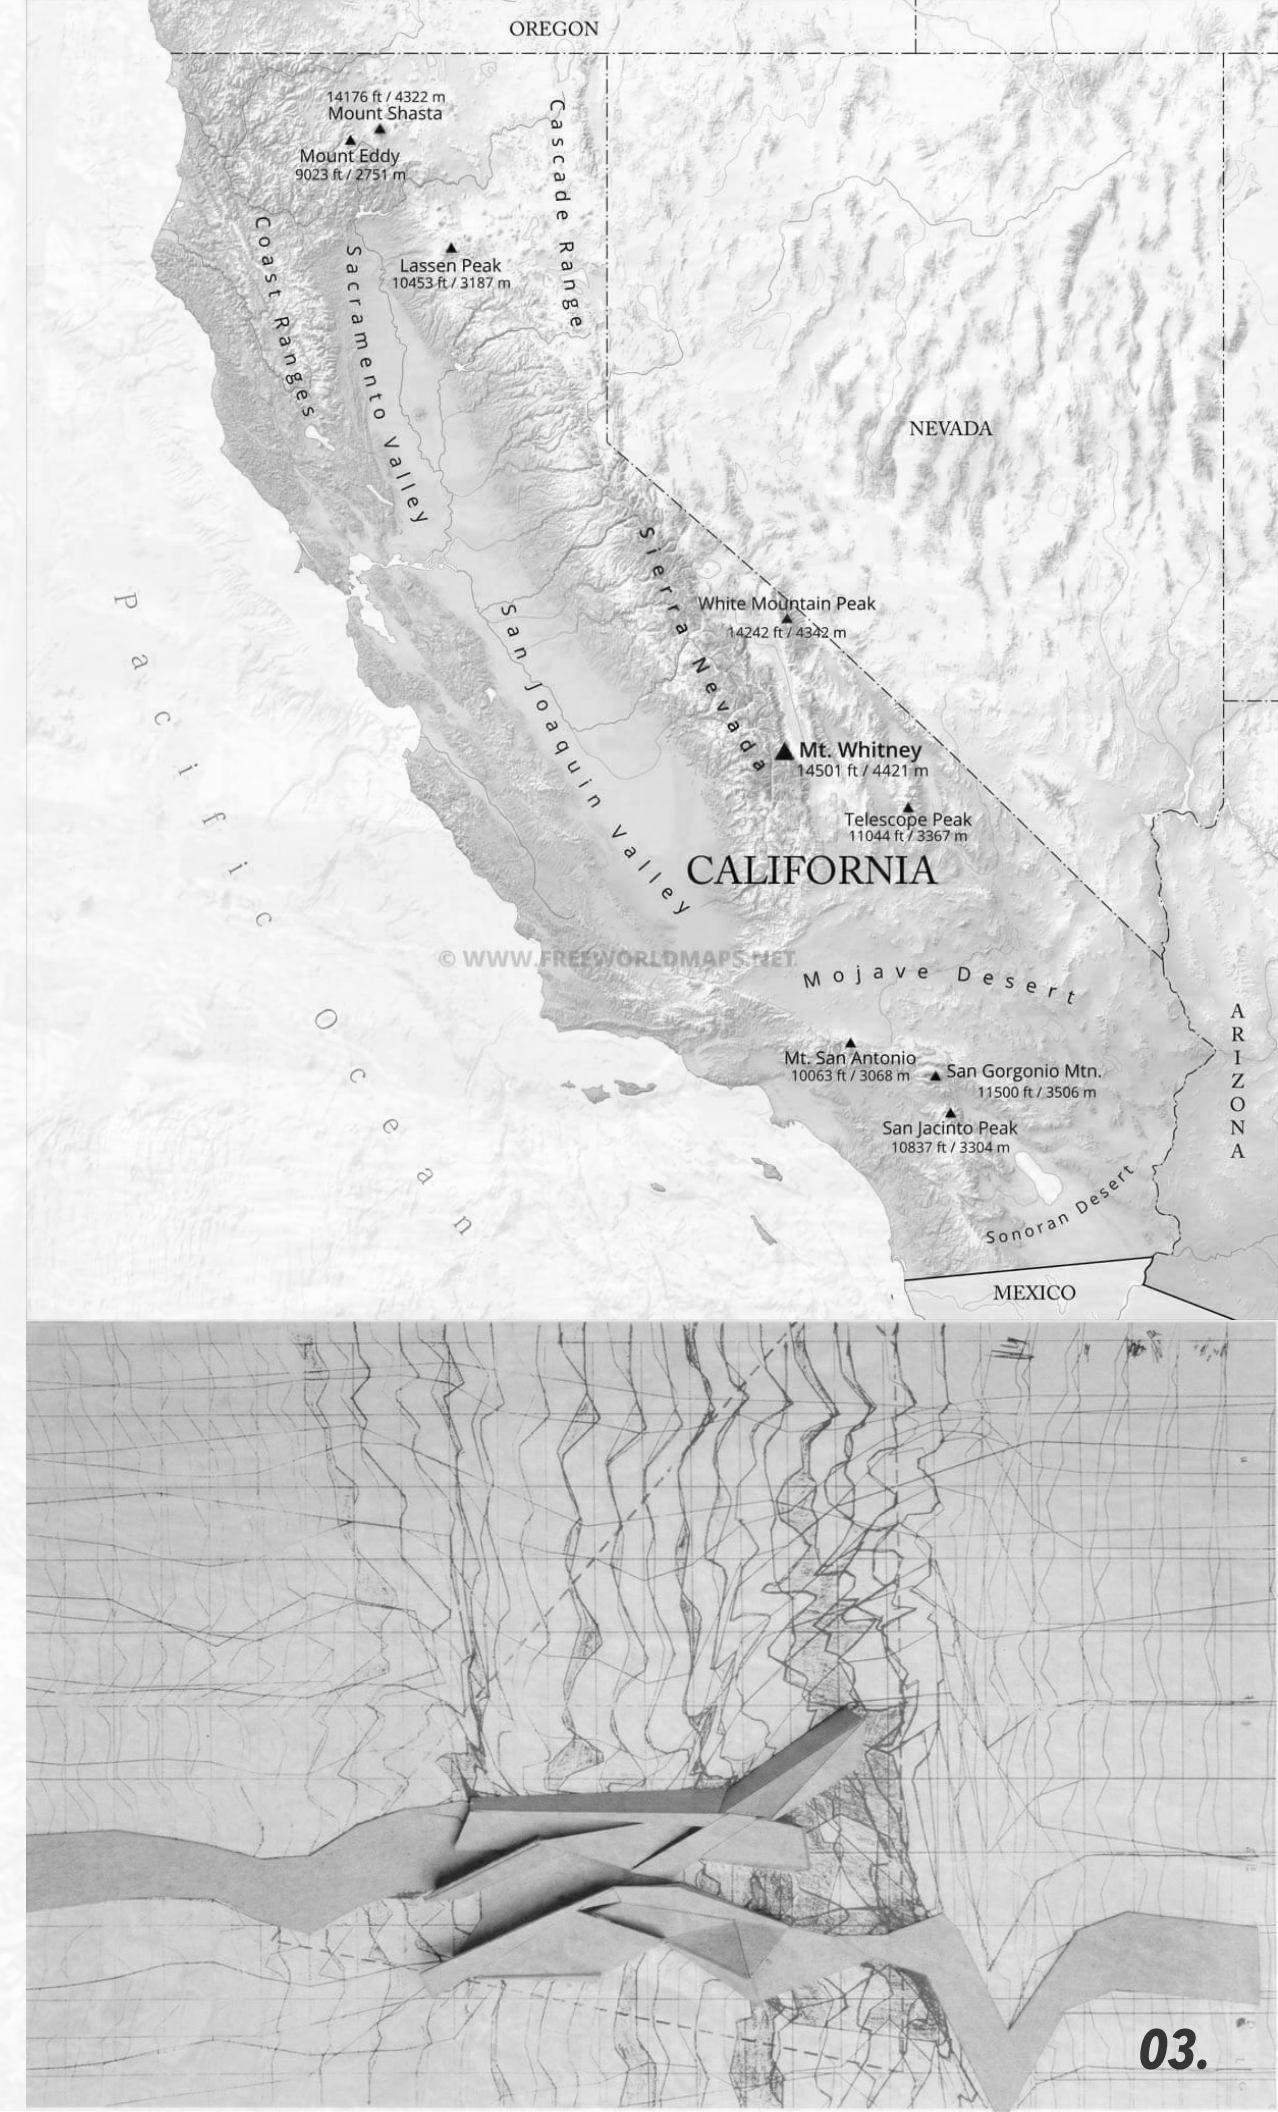 OREGON
14176 ft / 4322 m
Mount Shasta
Mount Eddy
9023 ft / 2751 m
Cascade Range
Coast Ranges
Sacramento Valley
Lassen Peak
10453 ft / 3187 m
NEVADA
Sierra Nevada
White Mountain Peak
14242 ft / 4342 m
Pacific Ocean
San Joaquin Valley
Mt. Whitney
14501 ft / 4421 m
Telescope Peak
11044 ft / 3367 m
CALIFORNIA
© WWW.FREEWORLDMAPS.NET
Mojave Desert
ARIZONA
Mt. San Antonio
10063 ft / 3068 m
San Gorgonio Mtn.
11500 ft / 3506 m
San Jacinto Peak
10837 ft / 3304 m
Sonoran Desert
MEXICO
03.